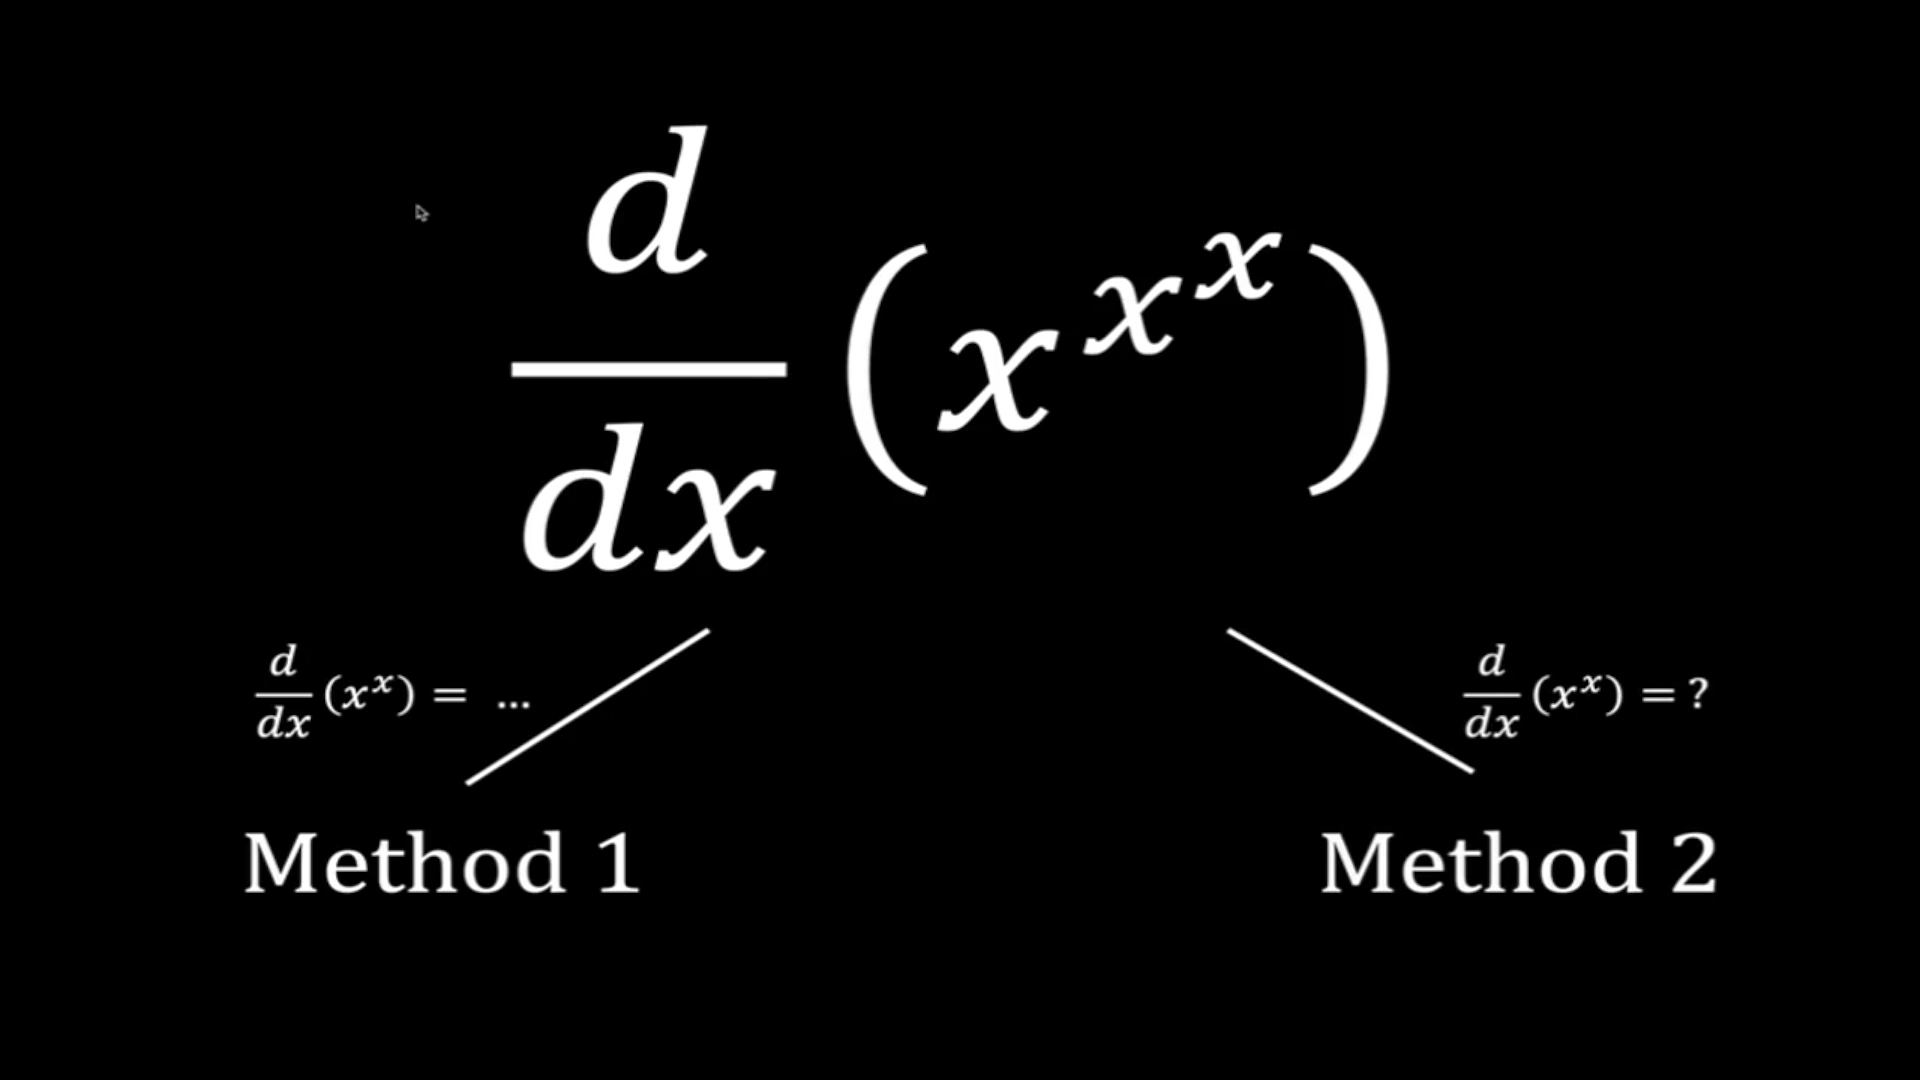 d/dx (x^x^x)
d/dx (x^x) = ...
d/dx (x^x) = ?
Method 1
Method 2